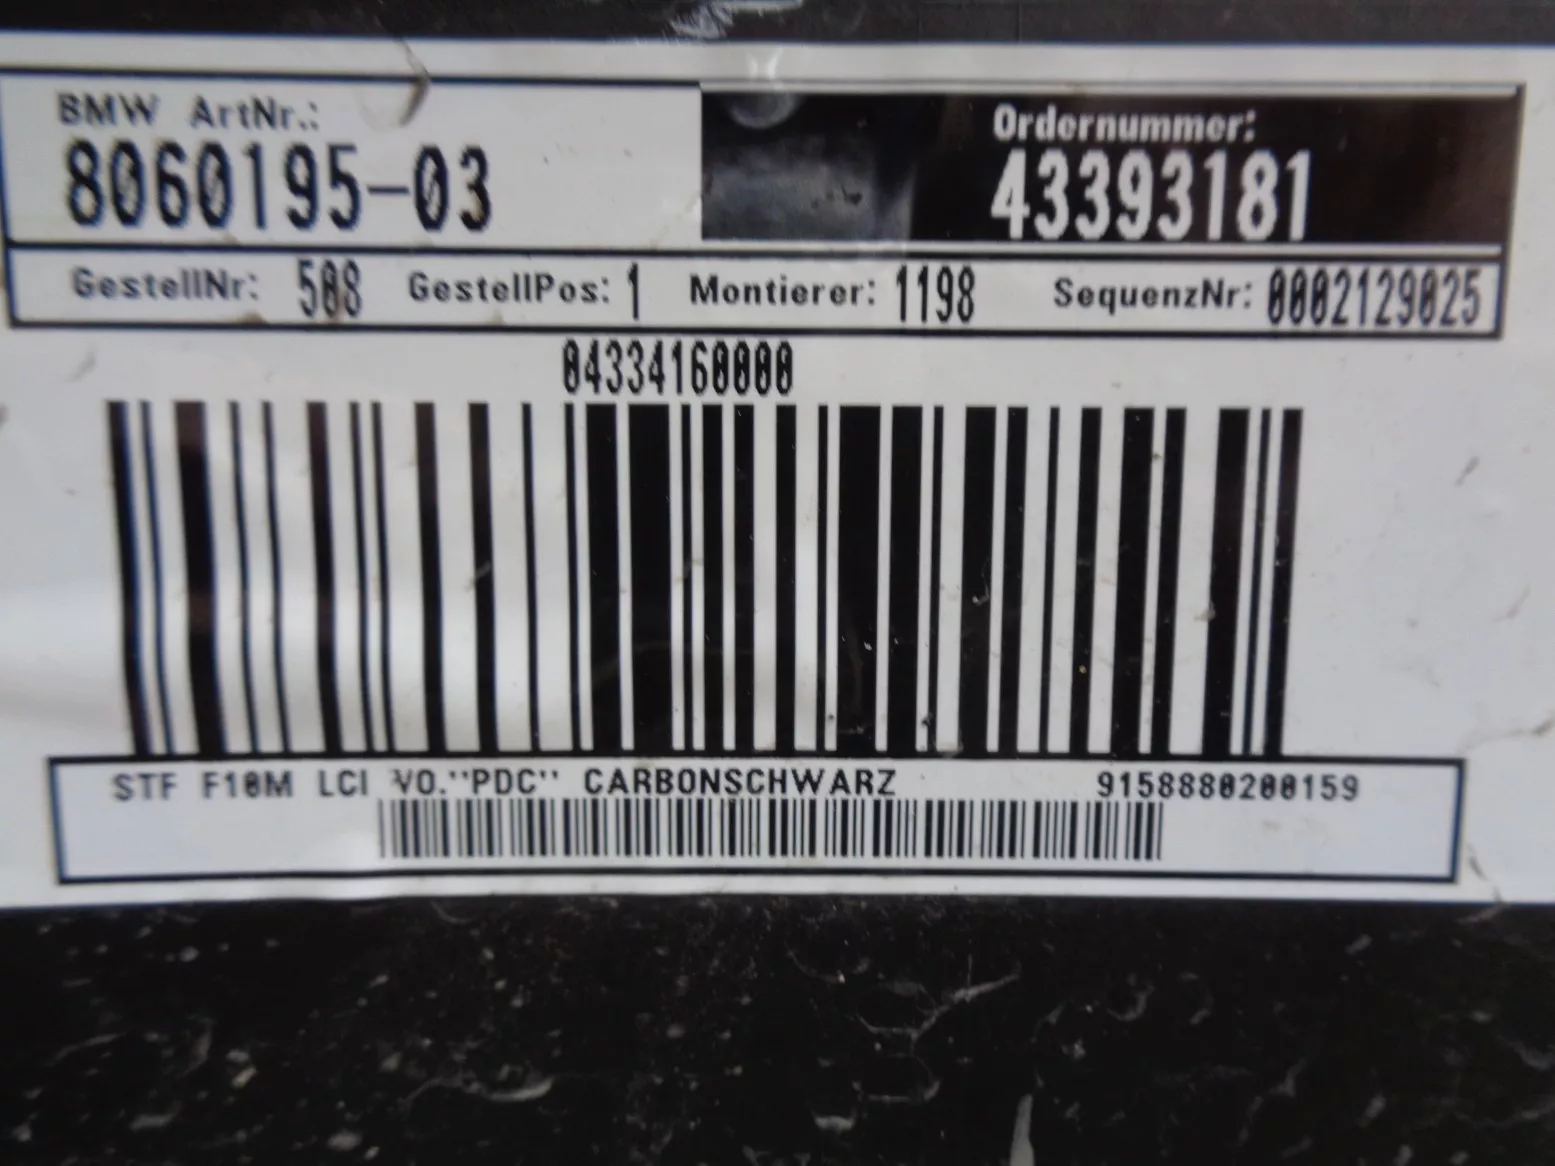 BMW ArtNr.: Ordernummer:
8060195-03 43393181
GestellNr: 508 GestellPos: 1 Montierer: 1198 SequenzNr: 0002129025
04334160000
STF F10M LCI VO."PDC" CARBONSCHWARZ 9158880200159